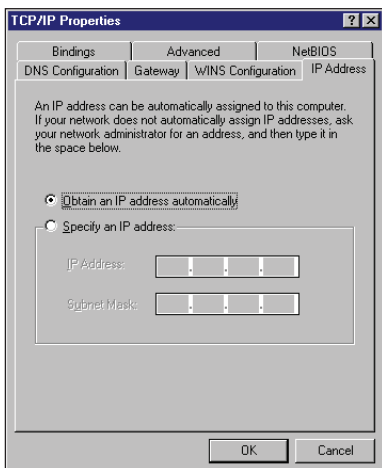 TCP/IP Properties
Bindings Advanced NetBIOS
DNS Configuration Gateway WINS Configuration IP Address
An IP address can be automatically assigned to this computer.
If your network does not automatically assign IP addresses, ask
your network administrator for an address, and then type it in
the space below.
Obtain an IP address automatically
Specify an IP address:
IP Address:
Subnet Mask:
OK Cancel